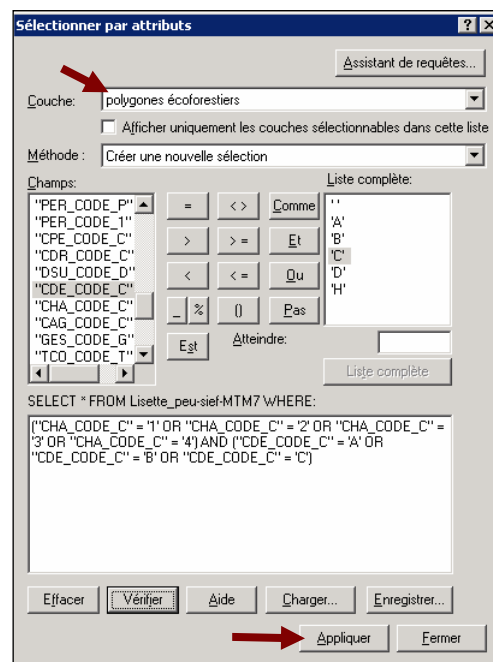 Sélectionner par attributs
Assistant de requêtes...
Couche: polygones écoforestiers
Afficher uniquement les couches sélectionnables dans cette liste
Méthode : Créer une nouvelle sélection
Champs:
Liste complète:
"PER_CODE_P"
"PER_CODE_1"
"CPE_CODE_C"
"CDR_CODE_C"
"DSU_CODE_D"
"CDE_CODE_C"
"CHA_CODE_C"
"CAG_CODE_C"
"GES_CODE_G"
"TCO_CODE_T"
= < > Comme
> > = Et
< < = Ou
_ % () Pas
Est
' '
'A'
'B'
'C'
'D'
'H'
Atteindre:
Liste complète
SELECT * FROM Lisette_peu-sief-MTM7 WHERE:
("CHA_CODE_C" = '1' OR "CHA_CODE_C" = '2' OR "CHA_CODE_C" =
'3' OR "CHA_CODE_C" = '4') AND ("CDE_CODE_C" = 'A' OR
"CDE_CODE_C" = 'B' OR "CDE_CODE_C" = 'C')
Effacer Vérifier Aide Charger... Enregistrer...
Appliquer Fermer